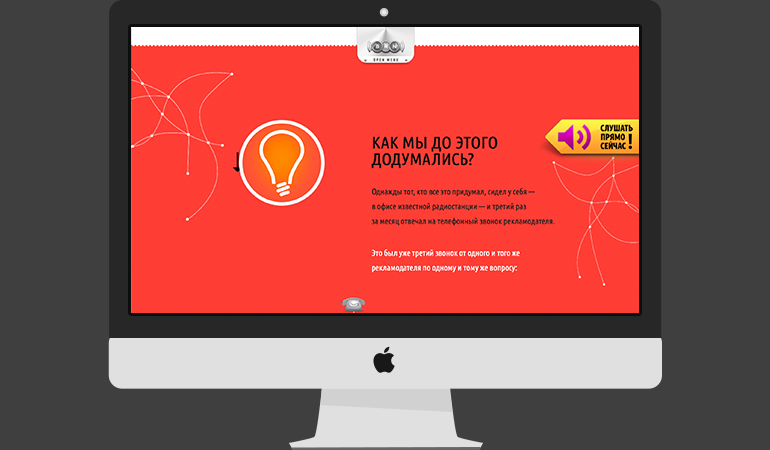 OPEN MENU
СЛУШАТЬ
ПРЯМО
СЕЙЧАС!
КАК МЫ ДО ЭТОГО
ДОДУМАЛИСЬ?
Однажды тот, кто все это придумал, сидел у себя —
в офисе известной радиостанции — и третий раз
за месяц отвечал на телефонный звонок рекламодателя.
Это был уже третий звонок от одного и того же
рекламодателя по одному и тому же вопросу: